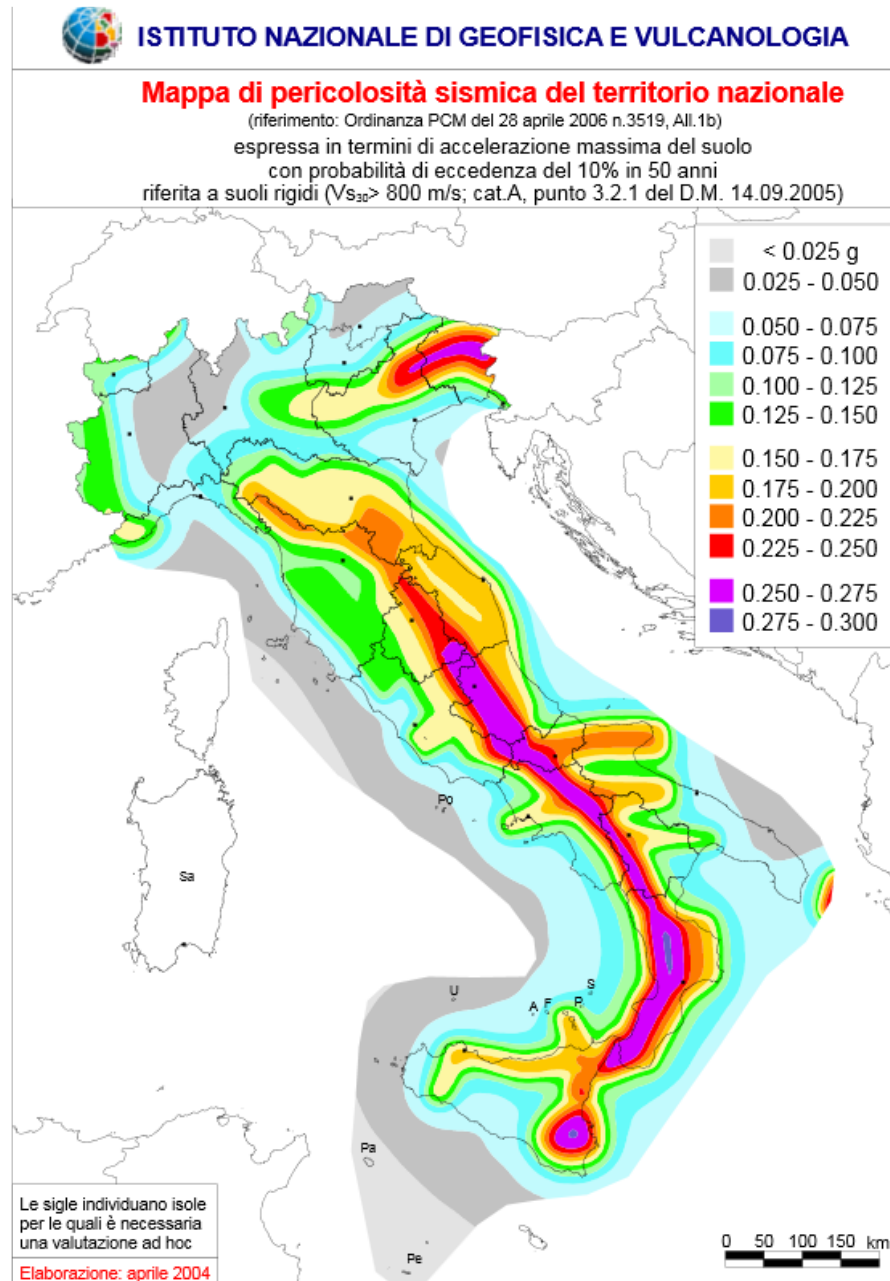 ISTITUTO NAZIONALE DI GEOFISICA E VULCANOLOGIA
Mappa di pericolosità sismica del territorio nazionale
(riferimento: Ordinanza PCM del 28 aprile 2006 n.3519, All.1b)
espressa in termini di accelerazione massima del suolo
con probabilità di eccedenza del 10% in 50 anni
riferita a suoli rigidi (Vs₃₀> 800 m/s; cat.A, punto 3.2.1 del D.M. 14.09.2005)
< 0.025 g
0.025 - 0.050
0.050 - 0.075
0.075 - 0.100
0.100 - 0.125
0.125 - 0.150
0.150 - 0.175
0.175 - 0.200
0.200 - 0.225
0.225 - 0.250
0.250 - 0.275
0.275 - 0.300
Po
Sa
U
A F P S
Pa
Pe
Le sigle individuano isole
per le quali è necessaria
una valutazione ad hoc
Elaborazione: aprile 2004
0 50 100 150 km